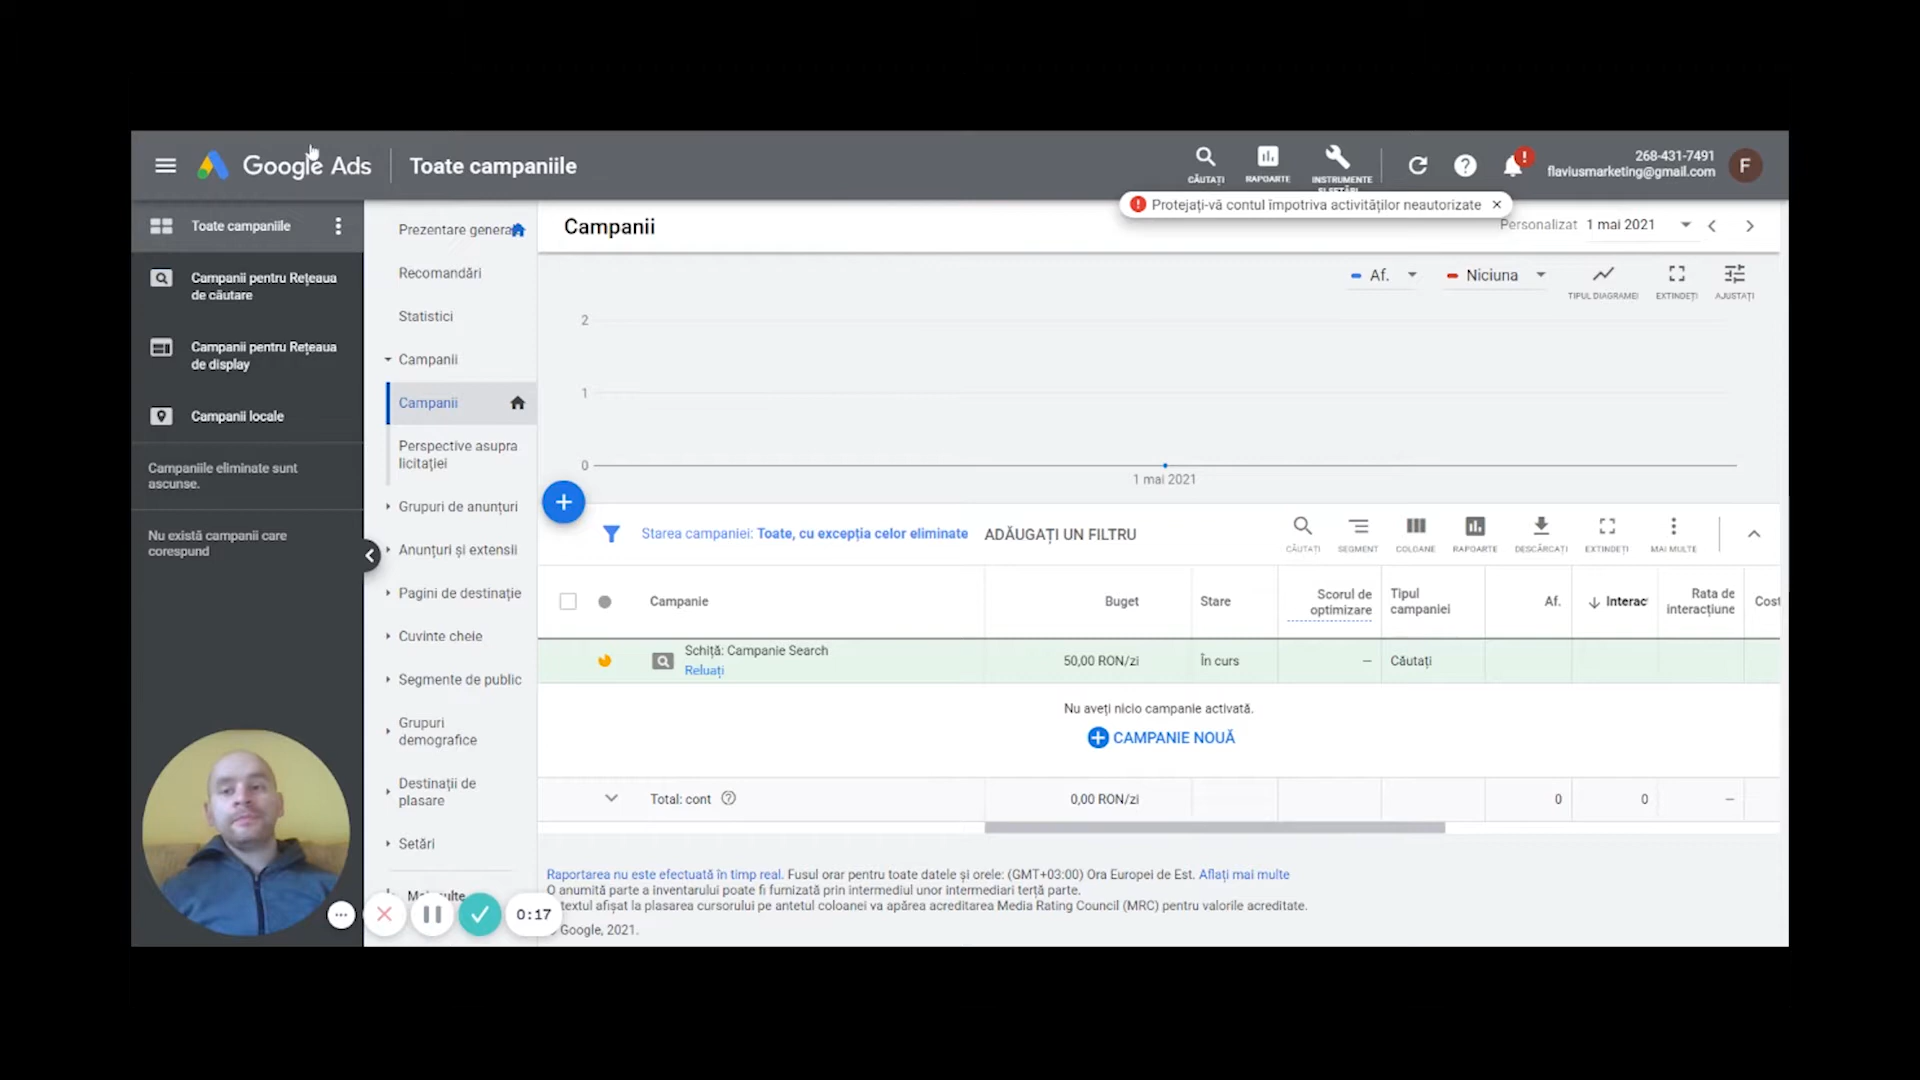 Google Ads
Toate campaniile
CĂUTAȚI
RAPOARTE
INSTRUMENTE
268-431-7491
flaviusmarketing@gmail.com
F
Protejați-vă contul împotriva activităților neautorizate
Toate campaniile
Campanii pentru Rețeaua
de căutare
Campanii pentru Rețeaua
de display
Campanii locale
Campaniile eliminate sunt
ascunse.
Nu există campanii care
corespund
Prezentare genera
Recomandări
Statistici
Campanii
Campanii
Perspective asupra
licitației
Grupuri de anunțuri
Anunțuri și extensii
Pagini de destinație
Cuvinte cheie
Segmente de public
Grupuri
demografice
Destinații de
plasare
Setări
0:17
Campanii
Personalizat 1 mai 2021
Af.
Niciuna
TIPUL DIAGRAMEI
EXTINDEȚI
AJUSTAȚI
2
1
0
1 mai 2021
Starea campaniei: Toate, cu excepția celor eliminate
ADĂUGAȚI UN FILTRU
CĂUTAȚI
SEGMENT
COLOANE
RAPOARTE
DESCĂRCAȚI
EXTINDEȚI
MAI MULTE
Campanie
Buget
Stare
Scorul de
optimizare
Tipul
campaniei
Af.
Interac
Rata de
interacțiune
Cost
Schiță: Campanie Search
Reluați
50,00 RON/zi
În curs
–
Căutați
Nu aveți nicio campanie activată.
CAMPANIE NOUĂ
Total: cont
0,00 RON/zi
0
0
–
Raportarea nu este efectuată în timp real. Fusul orar pentru toate datele și orele: (GMT+03:00) Ora Europei de Est. Aflați mai multe
O anumită parte a inventarului poate fi furnizată prin intermediul unor intermediari terță parte.
textul afișat la plasarea cursorului pe antetul coloanei va apărea acreditarea Media Rating Council (MRC) pentru valorile acreditate.
Google, 2021.